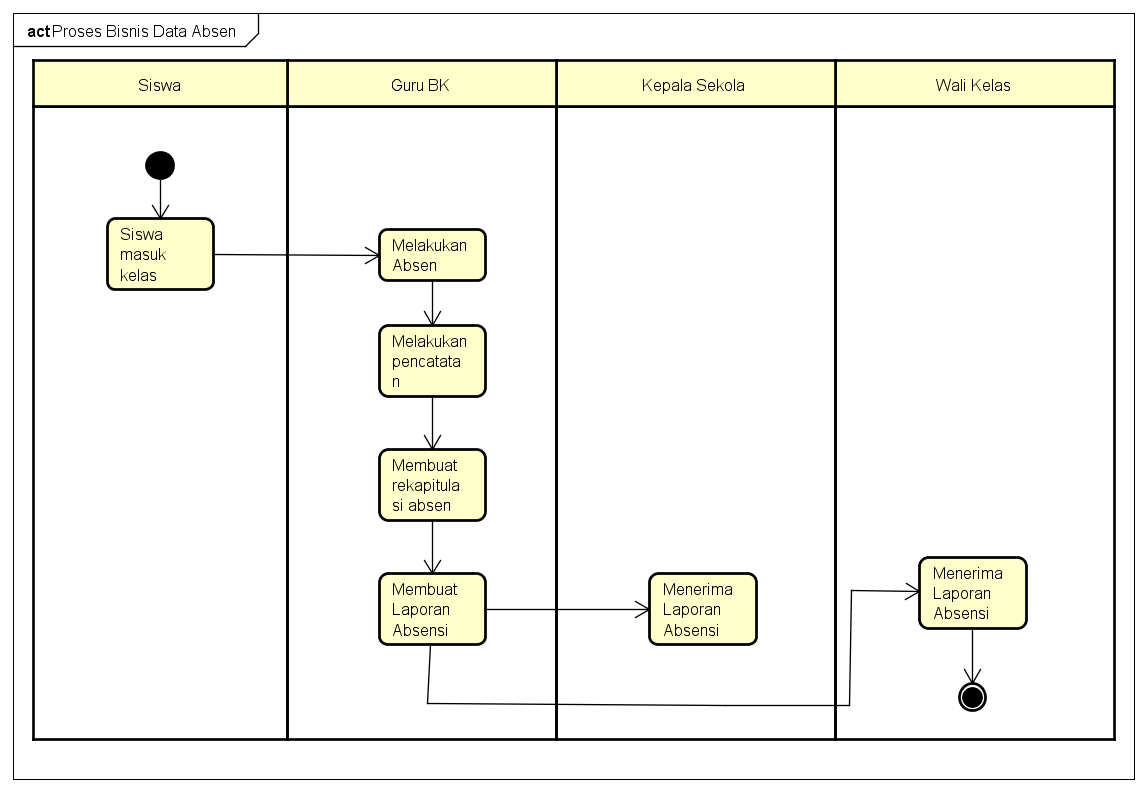 act Proses Bisnis Data Absen
Siswa
Guru BK
Kepala Sekola
Wali Kelas
Siswa
masuk
kelas
Melakukan
Absen
Melakukan
pencatata
n
Membuat
rekapitula
si absen
Membuat
Laporan
Absensi
Menerima
Laporan
Absensi
Menerima
Laporan
Absensi